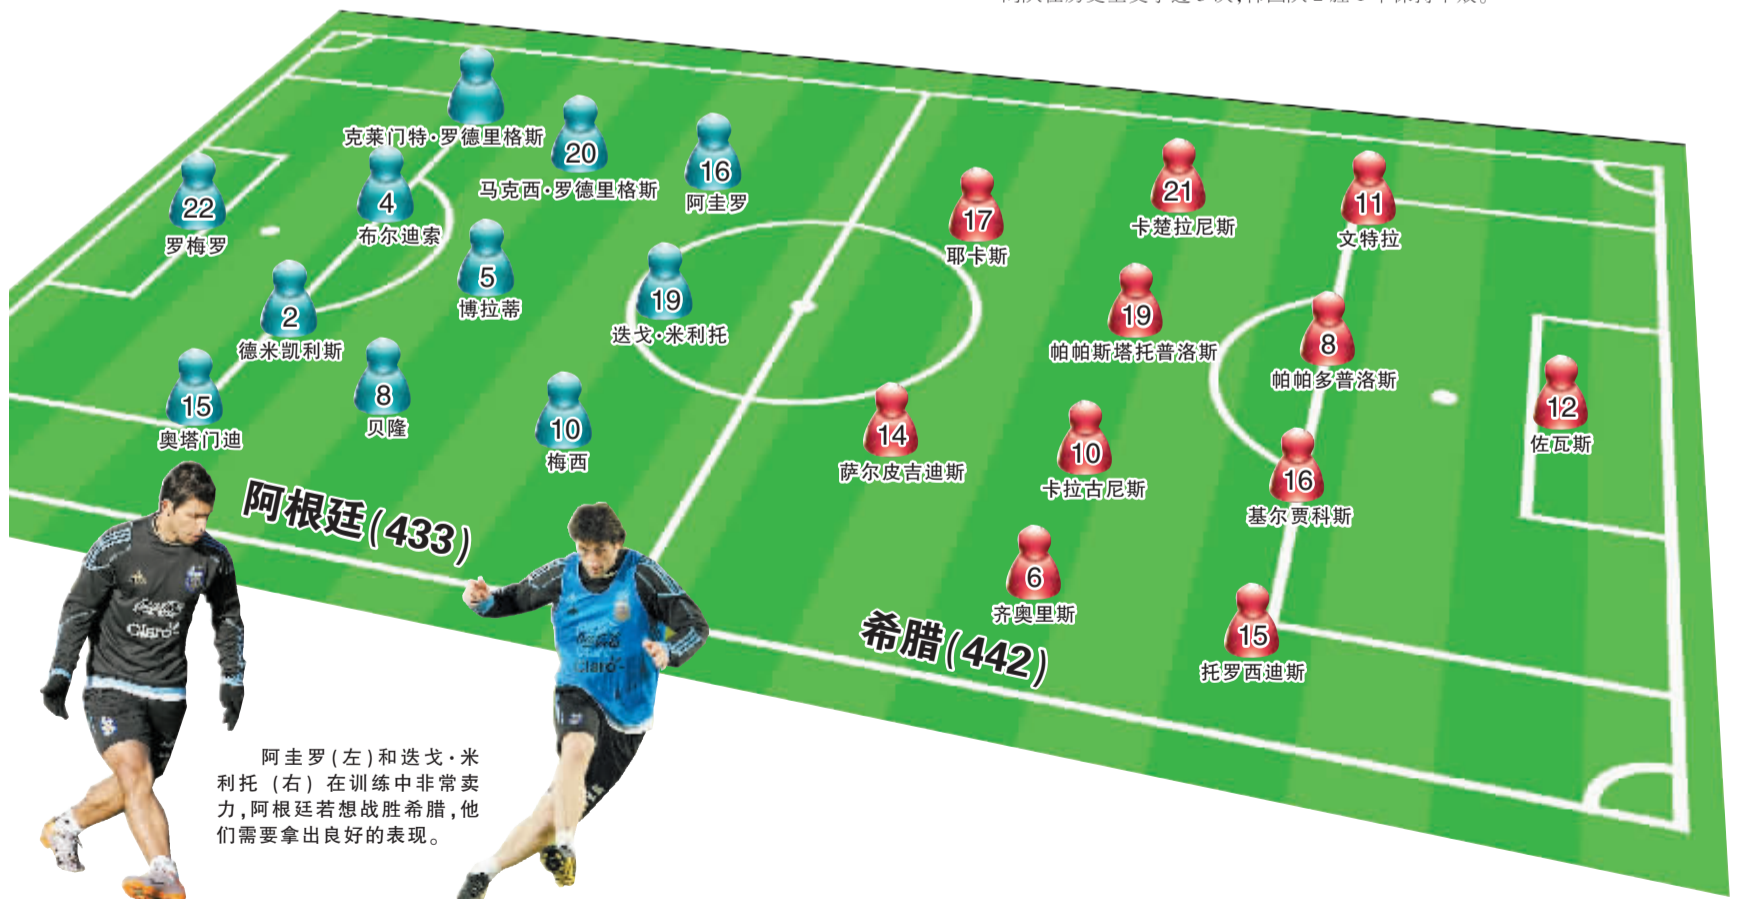 克莱门特·罗德里格斯
20
马克西·罗德里格斯
16
阿圭罗
22
罗梅罗
4
布尔迪索
5
博拉蒂
19
迭戈·米利托
2
德米凯利斯
15
奥塔门迪
8
贝隆
10
梅西
阿根廷(433)
17
耶卡斯
21
卡楚拉尼斯
11
文特拉
19
帕帕斯塔托普洛斯
8
帕帕多普洛斯
12
佐瓦斯
14
萨尔皮吉迪斯
10
卡拉古尼斯
16
基尔贾科斯
6
齐奥里斯
15
托罗西迪斯
希腊(442)
Claro
claro
阿圭罗(左)和迭戈·米
利托(右)在训练中非常卖
力,阿根廷若想战胜希腊,他
们需要拿出良好的表现。